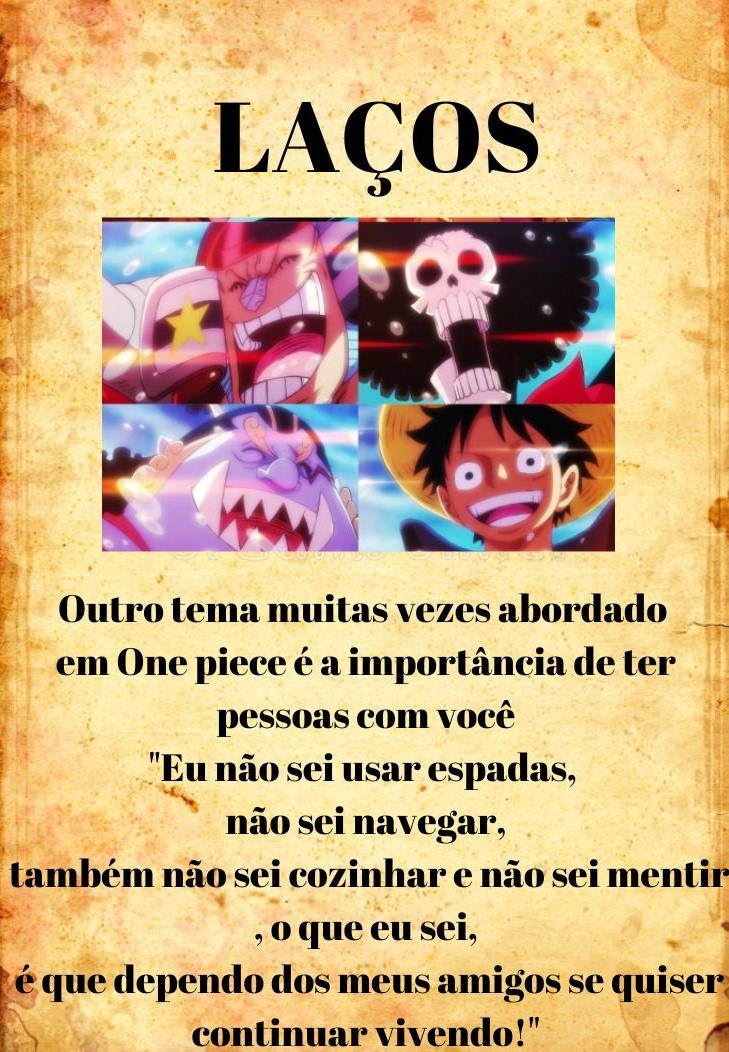 LAÇOS
Outro tema muitas vezes abordado
em One piece é a importância de ter
pessoas com você
"Eu não sei usar espadas,
não sei navegar,
também não sei cozinhar e não sei mentir
, o que eu sei,
é que dependo dos meus amigos se quiser
continuar vivendo!"